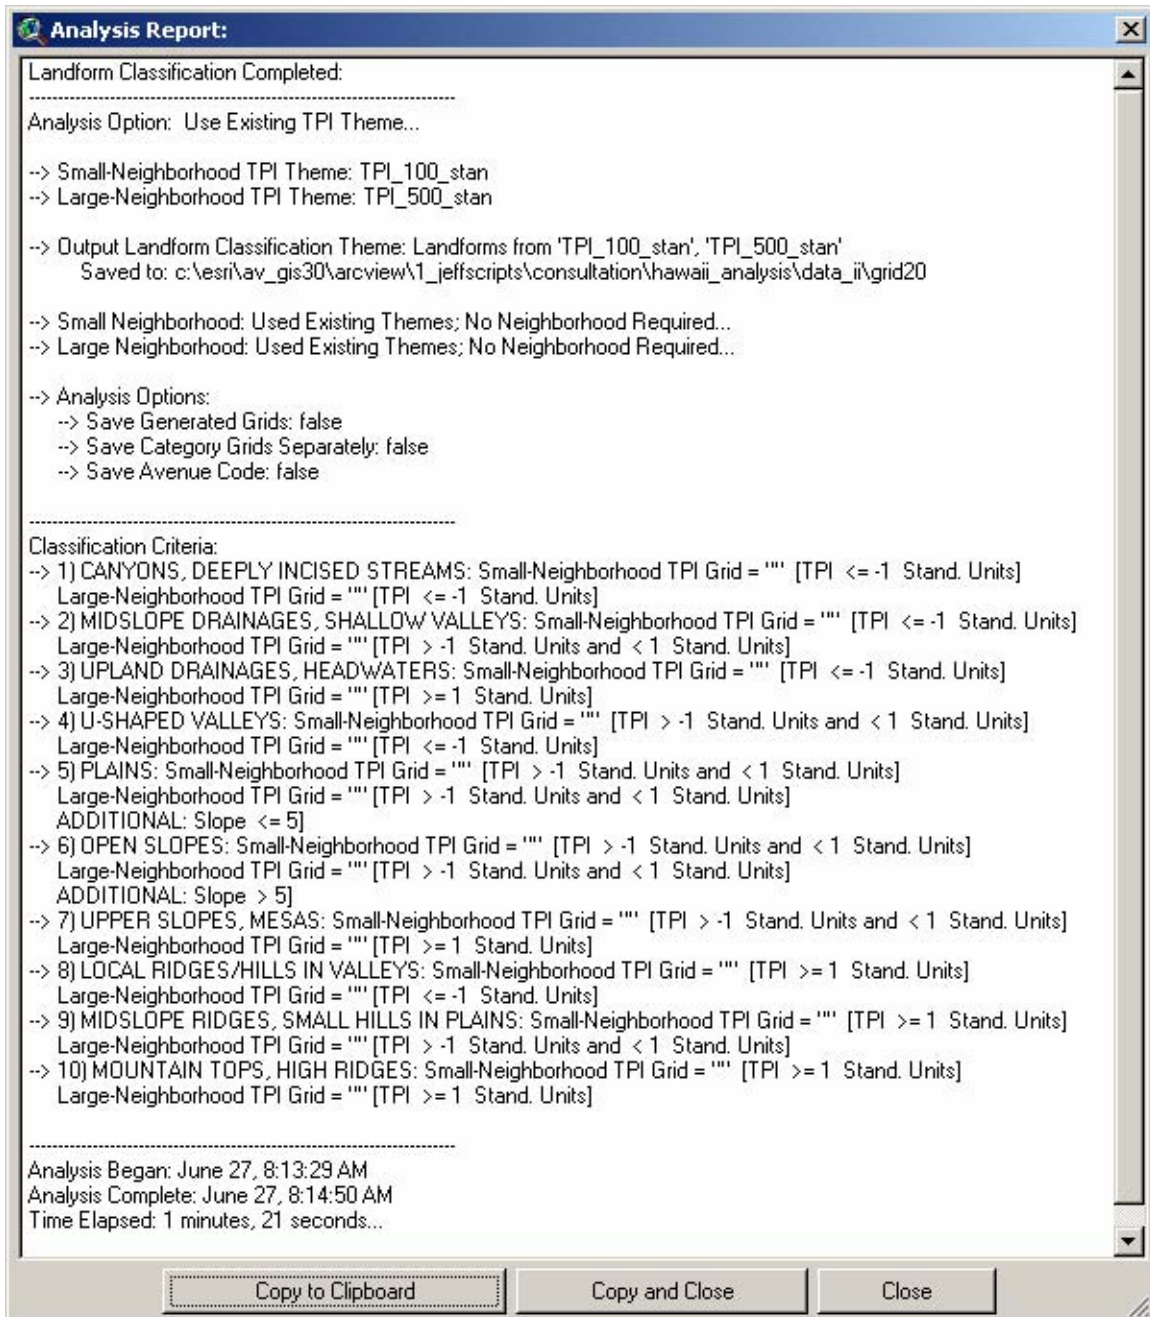 Analysis Report:
Landform Classification Completed:
--------------------------------------------------------------------------
Analysis Option:  Use Existing TPI Theme...
--> Small-Neighborhood TPI Theme: TPI_100_stan
--> Large-Neighborhood TPI Theme: TPI_500_stan
--> Output Landform Classification Theme: Landforms from 'TPI_100_stan', 'TPI_500_stan'
Saved to: c:\esri\av_gis30\arcview\1_jeffscripts\consultation\hawaii_analysis\data_ii\grid20
--> Small Neighborhood: Used Existing Themes; No Neighborhood Required...
--> Large Neighborhood: Used Existing Themes; No Neighborhood Required...
--> Analysis Options:
--> Save Generated Grids: false
--> Save Category Grids Separately: false
--> Save Avenue Code: false
--------------------------------------------------------------------------
Classification Criteria:
--> 1) CANYONS, DEEPLY INCISED STREAMS: Small-Neighborhood TPI Grid = "" [TPI <= -1 Stand. Units]
Large-Neighborhood TPI Grid = "" [TPI <= -1 Stand. Units]
--> 2) MIDSLOPE DRAINAGES, SHALLOW VALLEYS: Small-Neighborhood TPI Grid = "" [TPI <= -1 Stand. Units]
Large-Neighborhood TPI Grid = "" [TPI > -1 Stand. Units and < 1 Stand. Units]
--> 3) UPLAND DRAINAGES, HEADWATERS: Small-Neighborhood TPI Grid = "" [TPI <= -1 Stand. Units]
Large-Neighborhood TPI Grid = "" [TPI >= 1 Stand. Units]
--> 4) U-SHAPED VALLEYS: Small-Neighborhood TPI Grid = "" [TPI > -1 Stand. Units and < 1 Stand. Units]
Large-Neighborhood TPI Grid = "" [TPI <= -1 Stand. Units]
--> 5) PLAINS: Small-Neighborhood TPI Grid = "" [TPI > -1 Stand. Units and < 1 Stand. Units]
Large-Neighborhood TPI Grid = "" [TPI > -1 Stand. Units and < 1 Stand. Units]
ADDITIONAL: Slope <= 5]
--> 6) OPEN SLOPES: Small-Neighborhood TPI Grid = "" [TPI > -1 Stand. Units and < 1 Stand. Units]
Large-Neighborhood TPI Grid = "" [TPI > -1 Stand. Units and < 1 Stand. Units]
ADDITIONAL: Slope > 5]
--> 7) UPPER SLOPES, MESAS: Small-Neighborhood TPI Grid = "" [TPI > -1 Stand. Units and < 1 Stand. Units]
Large-Neighborhood TPI Grid = "" [TPI >= 1 Stand. Units]
--> 8) LOCAL RIDGES/HILLS IN VALLEYS: Small-Neighborhood TPI Grid = "" [TPI >= 1 Stand. Units]
Large-Neighborhood TPI Grid = "" [TPI <= -1 Stand. Units]
--> 9) MIDSLOPE RIDGES, SMALL HILLS IN PLAINS: Small-Neighborhood TPI Grid = "" [TPI >= 1 Stand. Units]
Large-Neighborhood TPI Grid = "" [TPI > -1 Stand. Units and < 1 Stand. Units]
--> 10) MOUNTAIN TOPS, HIGH RIDGES: Small-Neighborhood TPI Grid = "" [TPI >= 1 Stand. Units]
Large-Neighborhood TPI Grid = "" [TPI >= 1 Stand. Units]
--------------------------------------------------------------------------
Analysis Began: June 27, 8:13:29 AM
Analysis Complete: June 27, 8:14:50 AM
Time Elapsed: 1 minutes, 21 seconds...
Copy to Clipboard
Copy and Close
Close